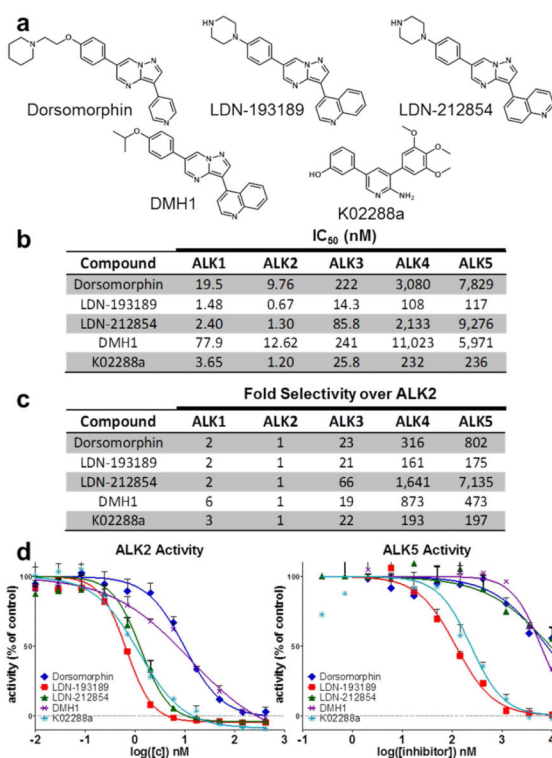 a
Dorsomorphin
LDN-193189
LDN-212854
DMH1
K02288a
b
IC50 (nM)
Compound ALK1 ALK2 ALK3 ALK4 ALK5
Dorsomorphin 19.5 9.76 222 3,080 7,829
LDN-193189 1.48 0.67 14.3 108 117
LDN-212854 2.40 1.30 85.8 2,133 9,276
DMH1 77.9 12.62 241 11,023 5,971
K02288a 3.65 1.20 25.8 232 236
c
Fold Selectivity over ALK2
Compound ALK1 ALK2 ALK3 ALK4 ALK5
Dorsomorphin 2 1 23 316 802
LDN-193189 2 1 21 161 175
LDN-212854 2 1 66 1,641 7,135
DMH1 6 1 19 873 473
K02288a 3 1 22 193 197
d
ALK2 Activity
activity (% of control)
100
50
0
Dorsomorphin
LDN-193189
LDN-212854
DMH1
K02288a
-2 -1 0 1 2 3
log([c]) nM
ALK5 Activity
activity (% of control)
100
50
0
Dorsomorphin
LDN-193189
LDN-212854
DMH1
K02288a
0 1 2 3 4
log([inhibitor]) nM